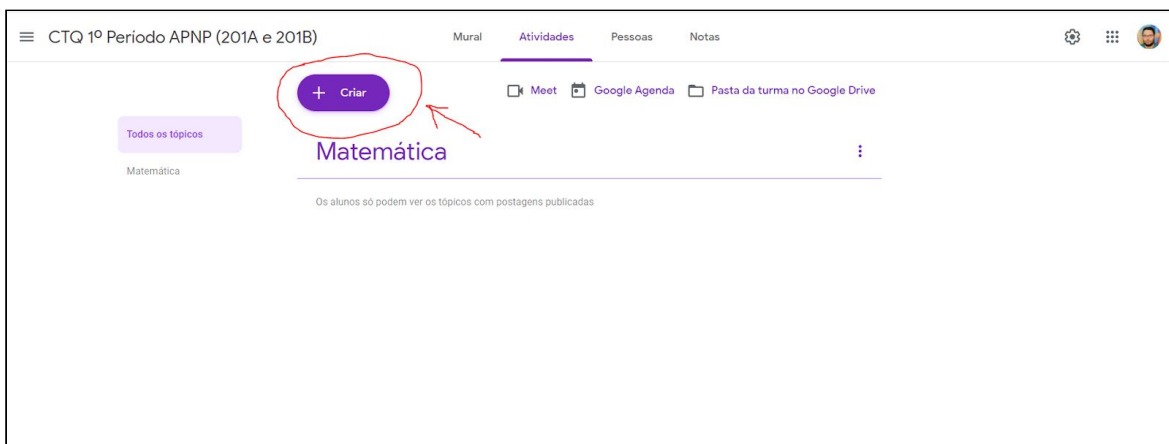 CTQ 1º Período APNP (201A e 201B)
Mural
Atividades
Pessoas
Notas
Criar
Meet
Google Agenda
Pasta da turma no Google Drive
Todos os tópicos
Matemática
Matemática
Os alunos só podem ver os tópicos com postagens publicadas